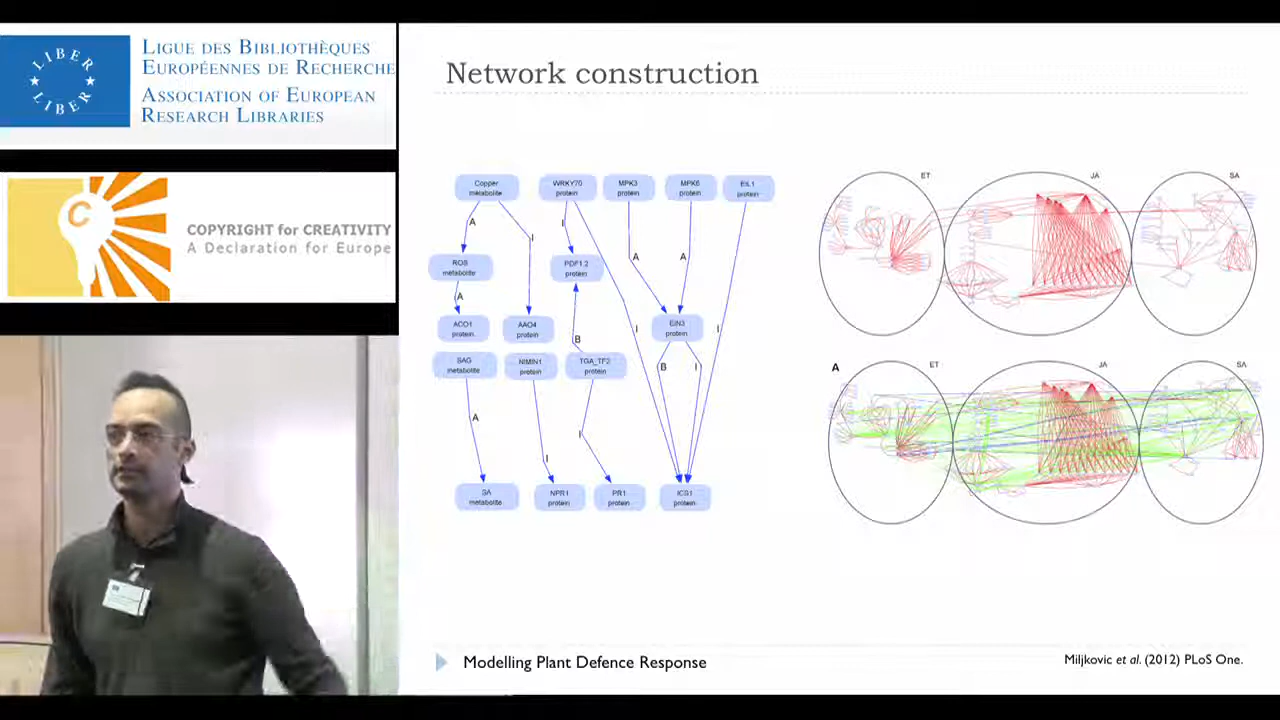 LIBER
LIBER
LIGUE DES BIBLIOTHÈQUES
EUROPÉENNES DE RECHERCHE
ASSOCIATION OF EUROPEAN
RESEARCH LIBRARIES
C
COPYRIGHT for CREATIVITY
A Declaration for Europe
Network construction
Copper
metabolite
WRKY70
protein
MPK3
protein
MPK6
protein
EIL1
protein
A
I
I
ROS
metabolite
PDF1.2
protein
A
A
A
ACO1
protein
AAO4
protein
EIN3
protein
I
I
B
SAG
metabolite
NIMIN1
protein
TGA_TF2
protein
B
I
A
I
I
SA
metabolite
NPR1
protein
PR1
protein
ICS1
protein
ET
JA
SA
A
ET
JA
SA
Modelling Plant Defence Response
Miljkovic et al. (2012) PLoS One.